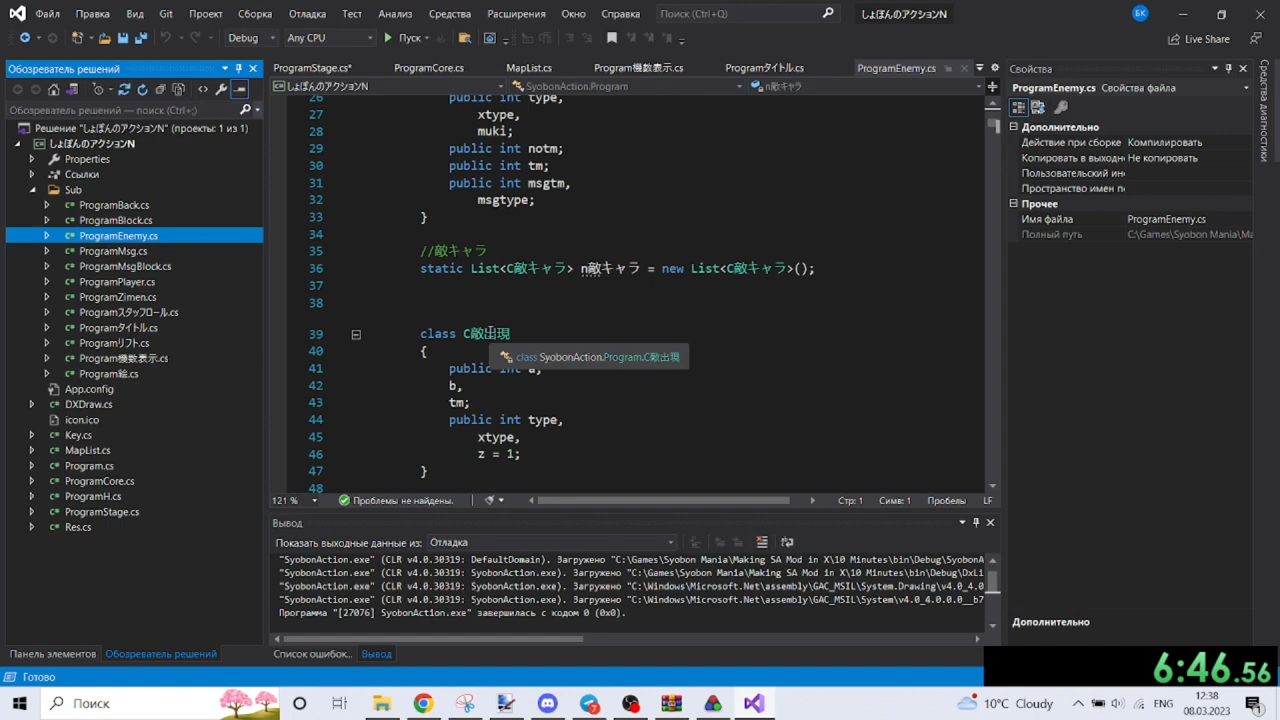 Файл Правка Вид Git Проект Сборка Отладка Тест Анализ Средства Расширения Окно Справка Поиск (Ctrl+Q) しょぼんのアクションN БК
Debug Any CPU Пуск Live Share
Обозреватель решений
Обозреватель решений — поиск (Ctrl+;)
Решение "しょぼんのアクションN" (проекты: 1 из 1)
しょぼんのアクションN
Properties
Ссылки
Sub
ProgramBack.cs
ProgramBlock.cs
ProgramEnemy.cs
ProgramMsg.cs
ProgramMsgBlock.cs
ProgramPlayer.cs
ProgramZimen.cs
Programスタッフロール.cs
Programタイトル.cs
Programリフト.cs
Program機数表示.cs
Program絵.cs
App.config
DXDraw.cs
icon.ico
Key.cs
MapList.cs
Program.cs
ProgramCore.cs
ProgramH.cs
ProgramStage.cs
Res.cs
Панель элементов Обозреватель решений
ProgramStage.cs* ProgramCore.cs MapList.cs Program機数表示.cs Programタイトル.cs ProgramEnemy.cs
しょぼんのアクションN SyobonAction.Program n敵キャラ
26 public int type,
27 xtype,
28 muki;
29 public int notm;
30 public int tm;
31 public int msgtm,
32 msgtype;
33 }
34
35 //敵キャラ
36 static List<C敵キャラ> n敵キャラ = new List<C敵キャラ>();
37
38
39 class C敵出現
40 {
class SyobonAction.Program.C敵出現
41 public int a,
42 b,
43 tm;
44 public int type,
45 xtype,
46 z = 1;
47 }
48
121 % Проблемы не найдены. Стр: 1 Симв: 1 Пробелы LF
Вывод
Показать выходные данные из: Отладка
"SyobonAction.exe" (CLR v4.0.30319: DefaultDomain). Загружено "C:\Games\Syobon Mania\Making SA Mod in X\10 Minutes\bin\Debug\SyobonA
"SyobonAction.exe" (CLR v4.0.30319: SyobonAction.exe). Загружено "C:\Games\Syobon Mania\Making SA Mod in X\10 Minutes\bin\Debug\DxLi
"SyobonAction.exe" (CLR v4.0.30319: SyobonAction.exe). Загружено "C:\Windows\Microsoft.Net\assembly\GAC_MSIL\System.Drawing\v4.0_4.0
"SyobonAction.exe" (CLR v4.0.30319: SyobonAction.exe). Загружено "C:\Windows\Microsoft.Net\assembly\GAC_MSIL\System\v4.0_4.0.0.0__b7
Программа "[27076] SyobonAction.exe" завершилась с кодом 0 (0x0).
Список ошибок... Вывод
Свойства
ProgramEnemy.cs Свойства файла
Дополнительно
Действие при сборке Компилировать
Копировать в выходн Не копировать
Пользовательский ин
Пространство имен п
Прочее
Имя файла ProgramEnemy.cs
Полный путь C:\Games\Syobon Mania\Ma
Дополнительно
Средства диагностики
Готово
6:46.56
Поиск
7
10°C Cloudy ENG 12:38
08.03.2023
1